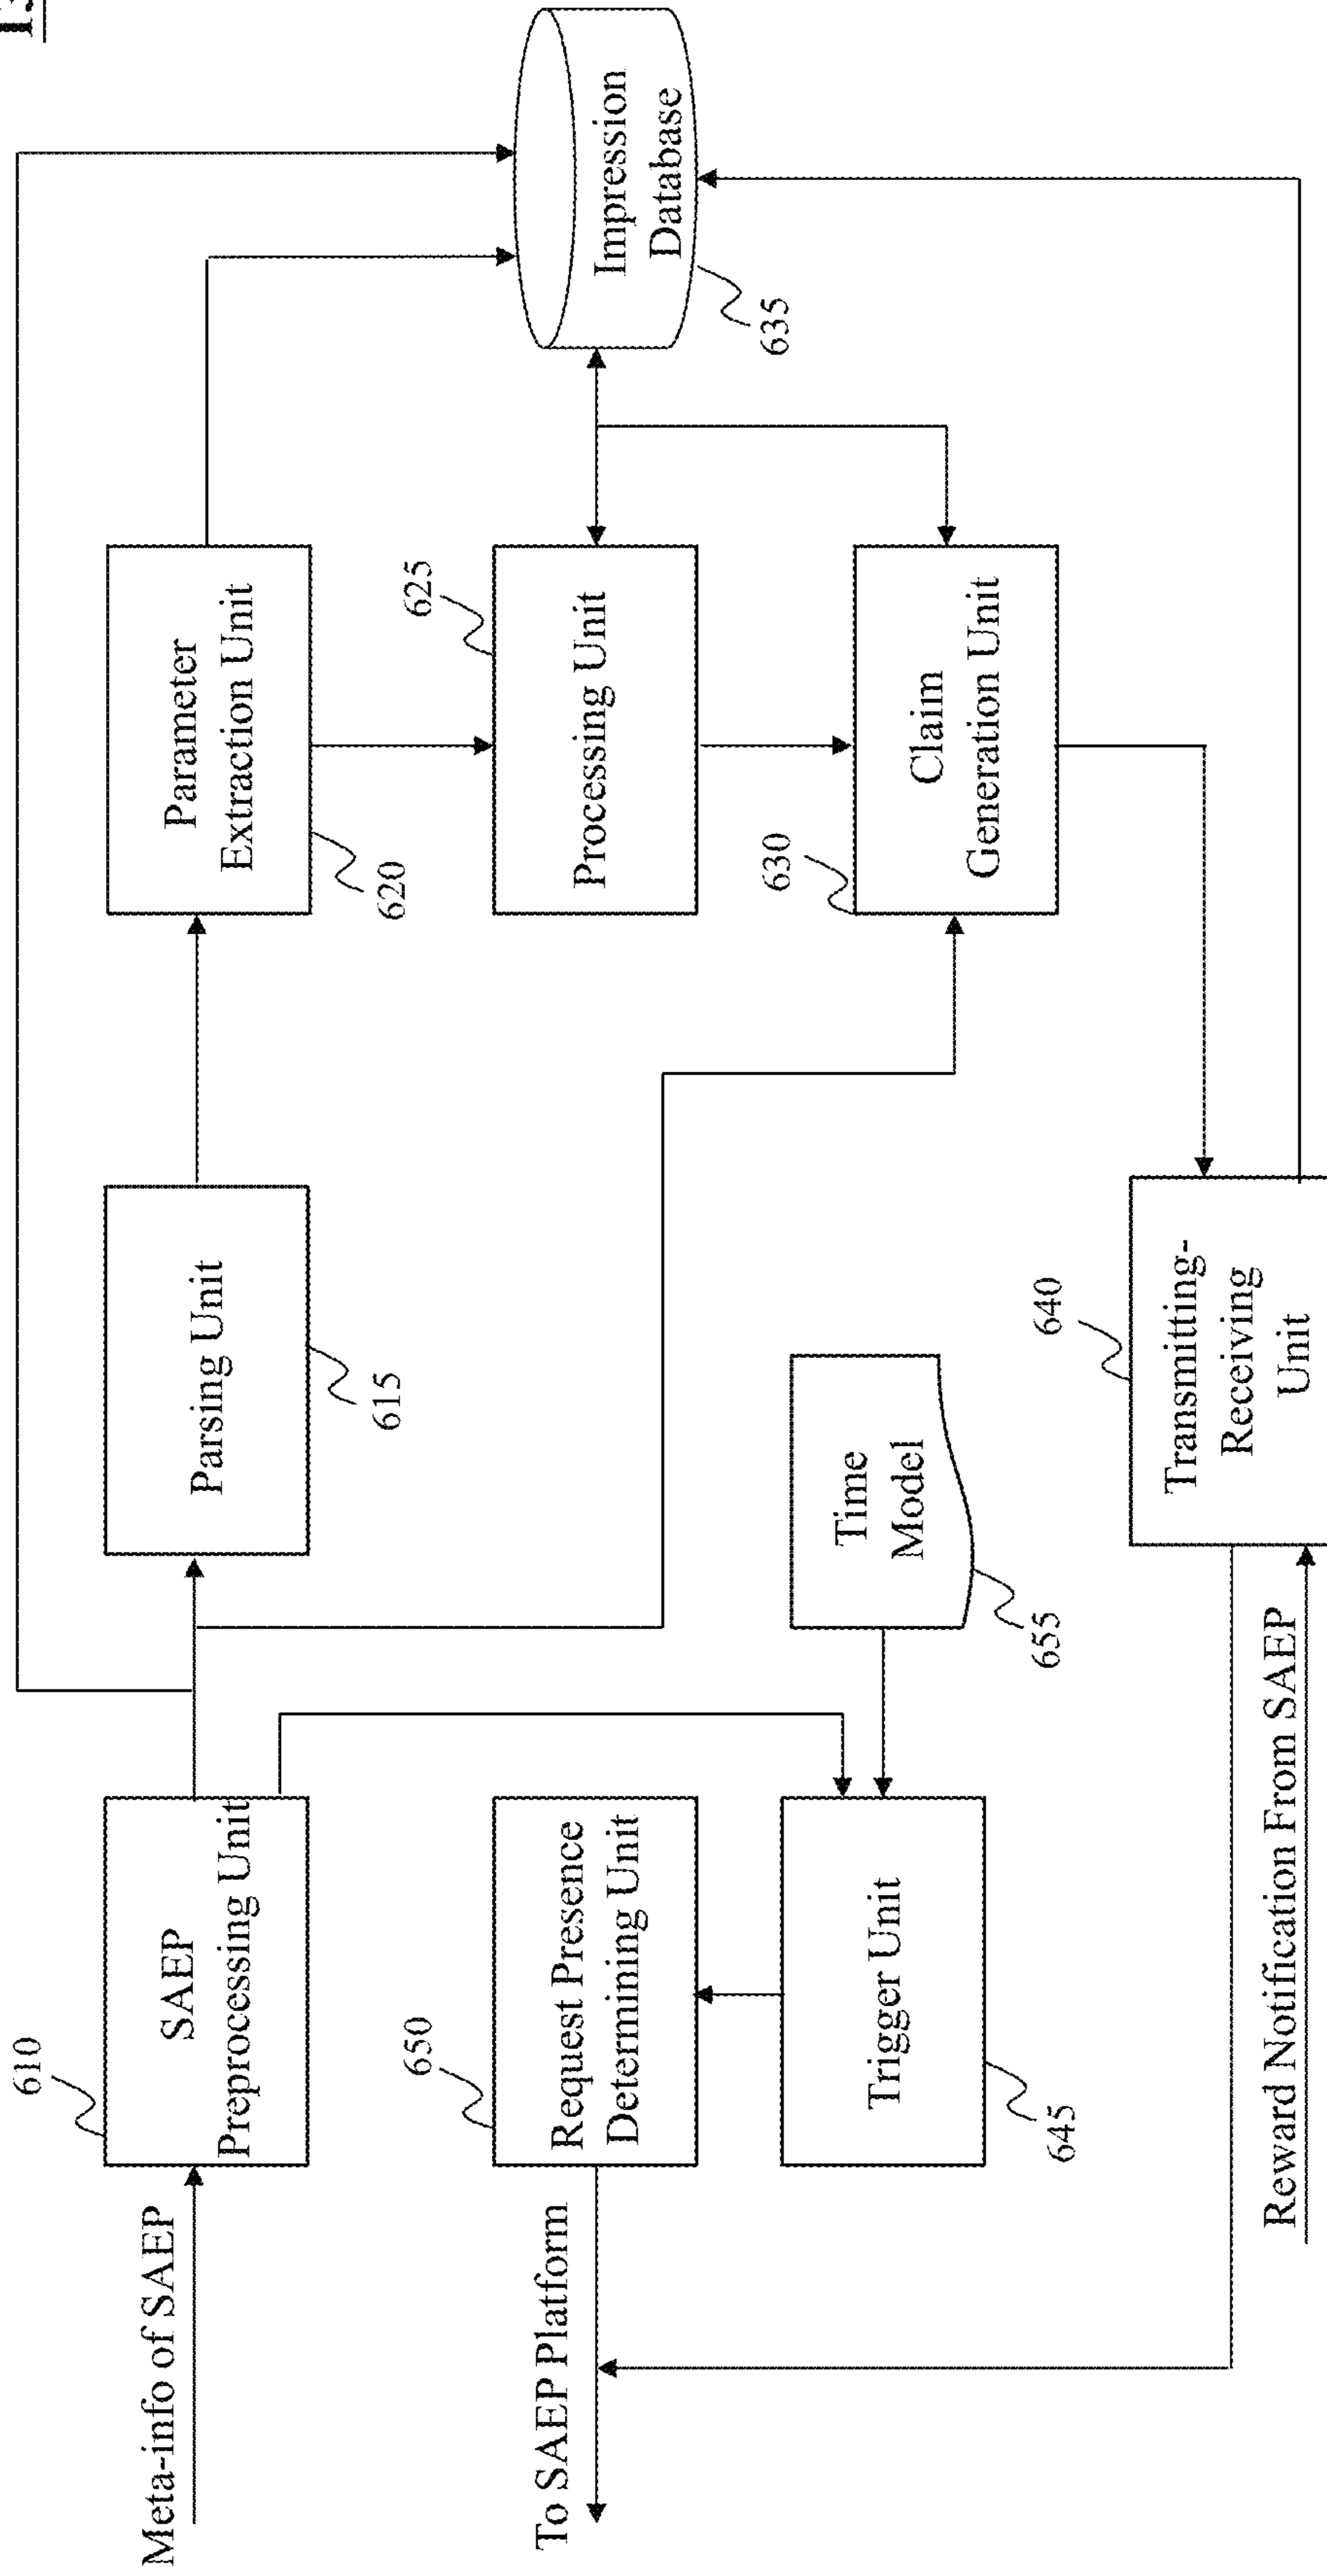 610
SAEP
Preprocessing Unit
Meta-info of SAEP
Parsing Unit
615
Parameter
Extraction Unit
620
650
Request Presence
Determining Unit
To SAEP Platform
625
Processing Unit
Impression
Database
635
Trigger Unit
645
Time
Model
655
630
Claim
Generation Unit
640
Transmitting-
Receiving
Unit
Reward Notification From SAEP